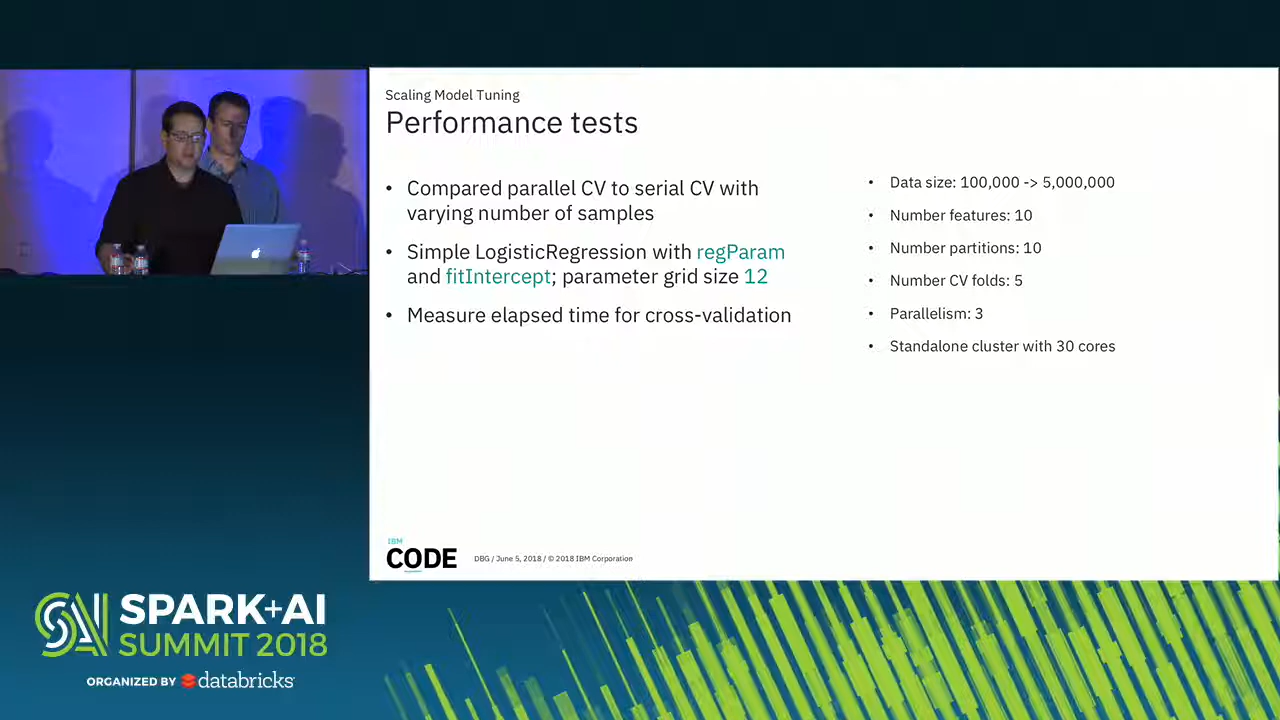 Scaling Model Tuning
Performance tests
• Compared parallel CV to serial CV with
varying number of samples
• Simple LogisticRegression with regParam
and fitIntercept; parameter grid size 12
• Measure elapsed time for cross-validation
• Data size: 100,000 -> 5,000,000
• Number features: 10
• Number partitions: 10
• Number CV folds: 5
• Parallelism: 3
• Standalone cluster with 30 cores
IBM
CODE
DBG / June 5, 2018 / © 2018 IBM Corporation
SPARK+AI
SUMMIT 2018
ORGANIZED BY databricks